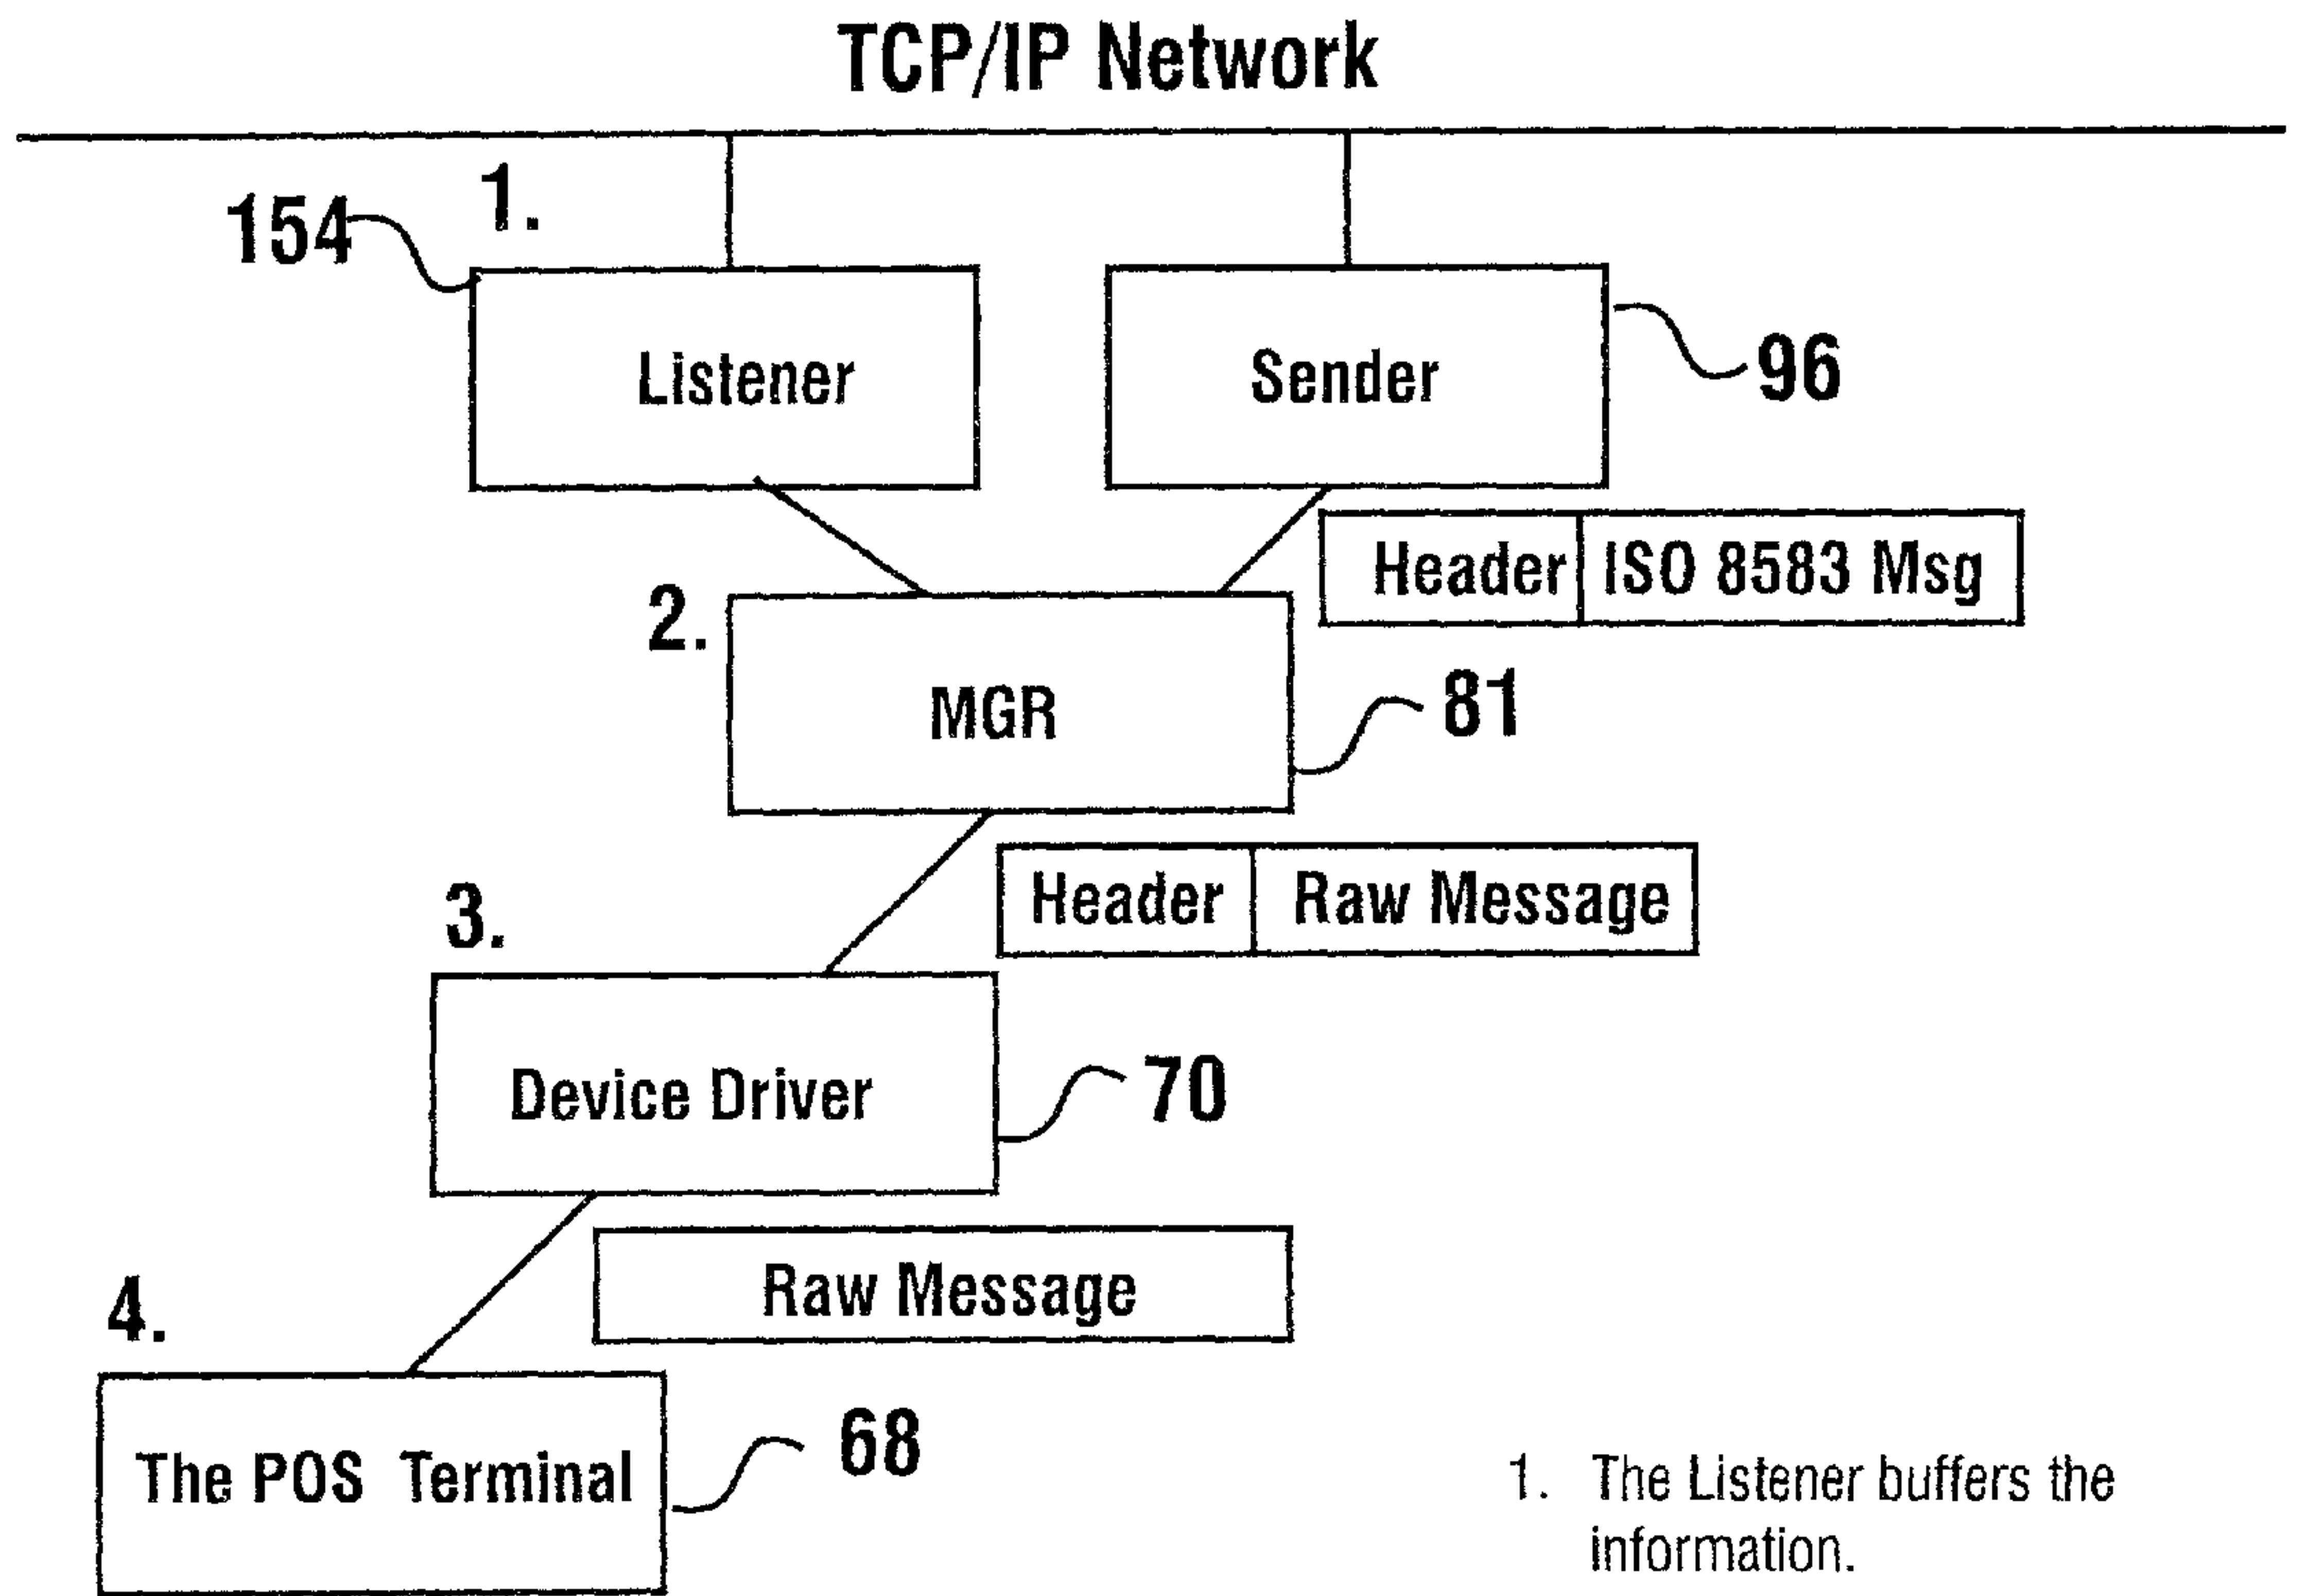 TCP/IP Network
1.
154
Listener
Sender
96
Header ISO 8583 Msg
2.
MGR
81
Header Raw Message
3.
Device Driver
70
Raw Message
4.
The POS Terminal
68
1. The Listener buffers the
information.